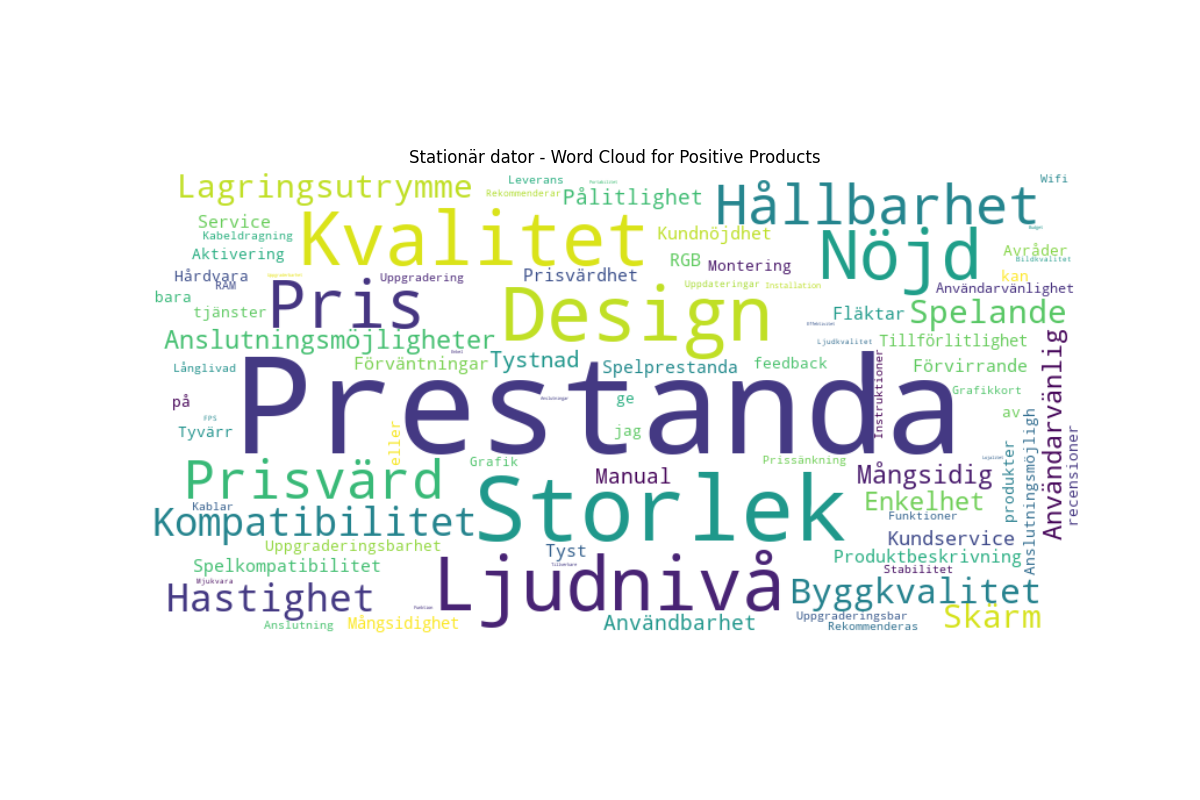 Stationär dator - Word Cloud for Positive Products
Leverans
Wifi
Lagringsutrymme
Rekommenderar
Pålitlighet
Hållbarhet
Service
Kvalitet
Kabeldragning
Kundnöjdhet
Nöjd
Aktivering
RGB
Montering
Avråder
Bildkvalitet
Hårdvara
RAM
Uppgradering
Prisvärdhet
kan
Uppdateringar
Installation
Användarvänlighet
bara
tjänster
Pris
Design
Fläktar
Spelande
Anslutningsmöjligheter
Ljudkvalitet
Tillförlitlighet
Långlivad
Förväntningar
Tystnad
Spelprestanda
feedback
Instruktioner
Förvirrande
Användarvänlig
på
Prestanda
ge
Grafikkort
FPS
av
Tyvärr
eller
jag
Grafik
Prissänkning
Prisvärd
Manual
Mångsidig
produkter
Anslutningsmöjligh
recensioner
Kablar
Storlek
Enkelhet
Kompatibilitet
Funktioner
Uppgraderingsbarhet
Tyst
Kundservice
Spelkompatibilitet
Produktbeskrivning
Stabilitet
Mjukvara
Hastighet
Ljudnivå
Byggkvalitet
Anslutning
Mångsidighet
Användbarhet
Uppgraderingsbar
Rekommenderas
Skärm